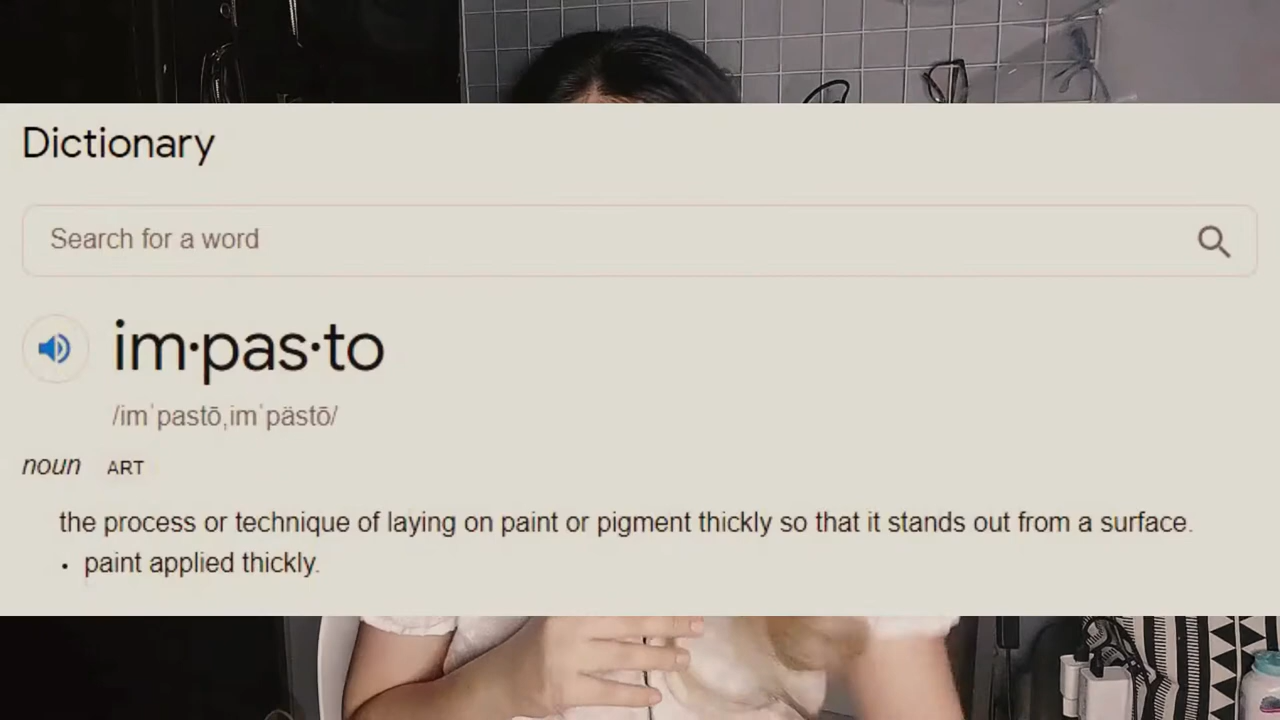 Dictionary
Search for a word
im·pas·to
/imˈpastō,imˈpästō/
noun ART
the process or technique of laying on paint or pigment thickly so that it stands out from a surface.
• paint applied thickly.